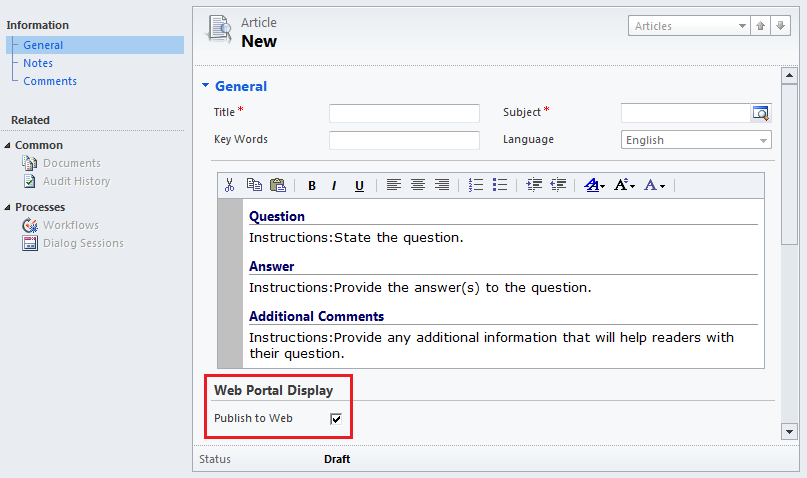 Information
General
Notes
Comments
Related
Common
Documents
Audit History
Processes
Workflows
Dialog Sessions
Article
New
Articles
General
Title *
Subject *
Key Words
Language
English
B I U
A A A
Question
Instructions:State the question.
Answer
Instructions:Provide the answer(s) to the question.
Additional Comments
Instructions:Provide any additional information that will help readers with
their question.
Web Portal Display
Publish to Web
Status
Draft